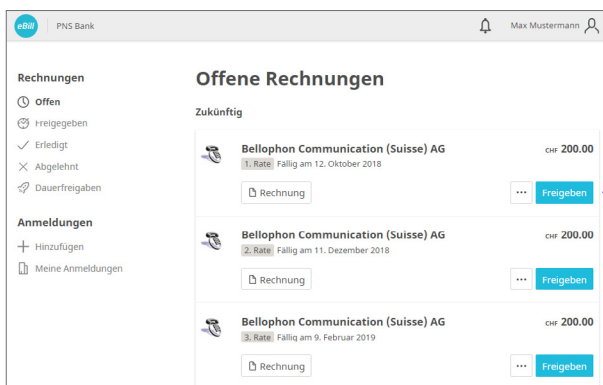 eBill PNS Bank Max Mustermann
Rechnungen
Offen
Freigegeben
Erledigt
Abgelehnt
Dauerfreigaben
Anmeldungen
Hinzufügen
Meine Anmeldungen
Offene Rechnungen
Zukünftig
Bellophon Communication (Suisse) AG CHF 200.00
1. Rate Fällig am 12. Oktober 2018
Rechnung ... Freigeben
Bellophon Communication (Suisse) AG CHF 200.00
2. Rate Fällig am 11. Dezember 2018
Rechnung ... Freigeben
Bellophon Communication (Suisse) AG CHF 200.00
3. Rate Fällig am 9. Februar 2019
Rechnung ... Freigeben